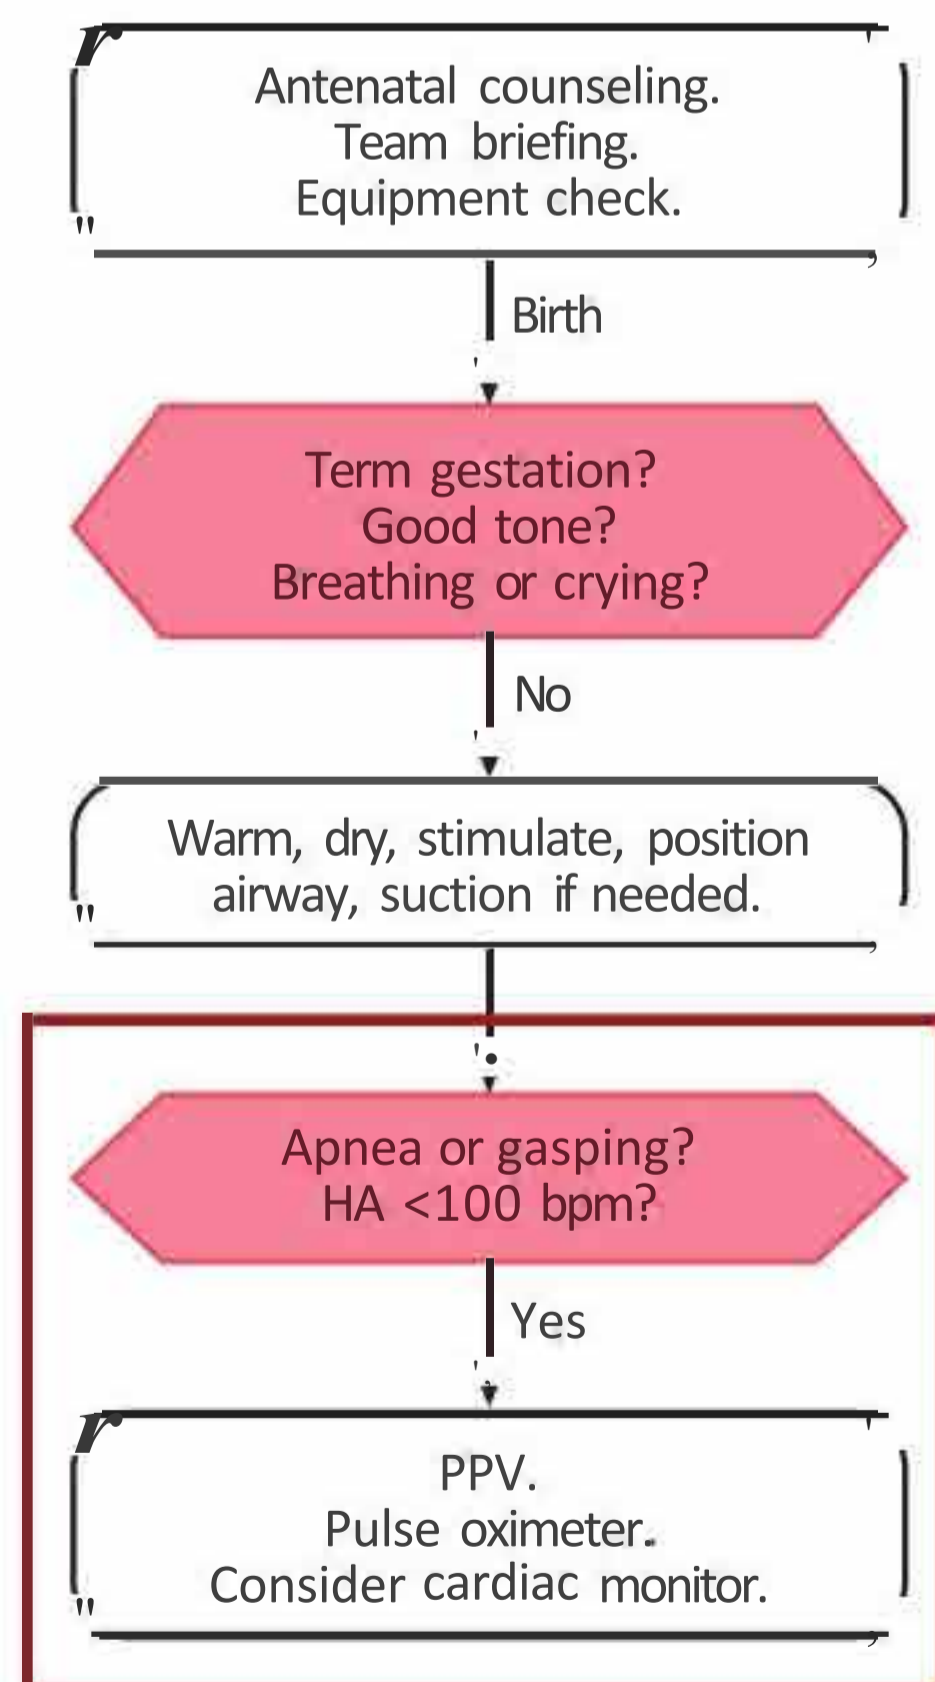 Antenatal counseling.
Team briefing.
Equipment check.
Birth
Term gestation?
Good tone?
Breathing or crying?
No
Warm, dry, stimulate, position
airway, suction if needed.
Apnea or gasping?
HA <100 bpm?
Yes
PPV.
Pulse oximeter.
Consider cardiac monitor.